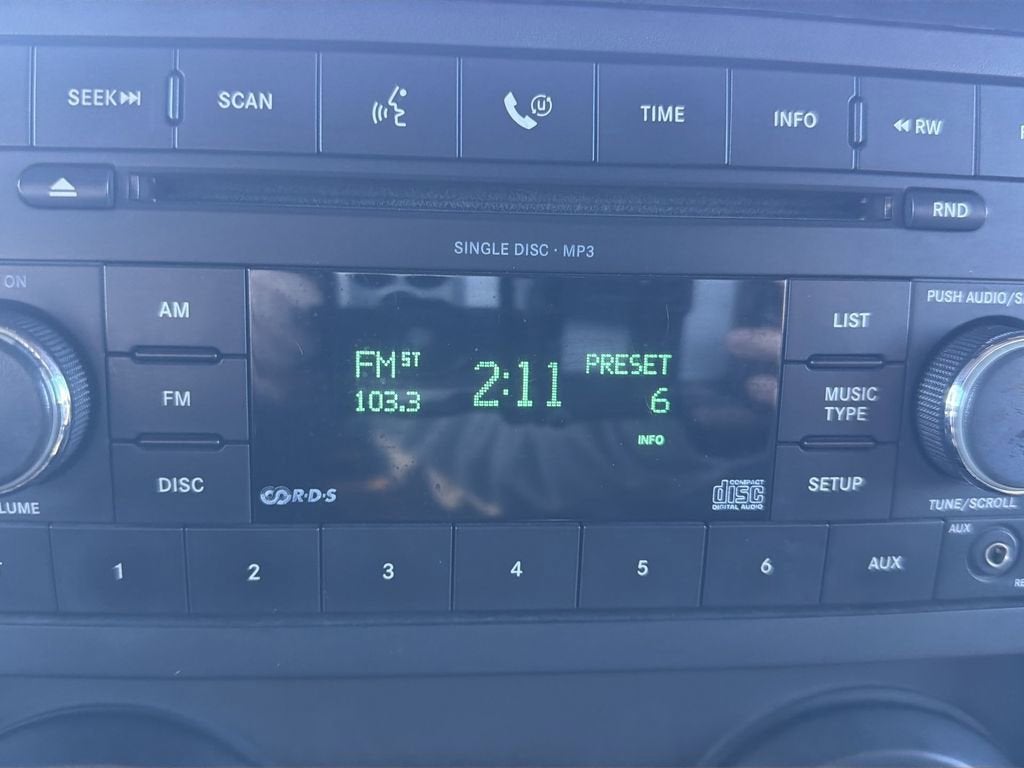 SEEK SCAN TIME INFO RW
RND
SINGLE DISC · MP3
ON
AM
FM
DISC
FM ST
103.3
2:11
PRESET
6
INFO
R·D·S
COMPACT
disc
DIGITAL AUDIO
LIST
MUSIC
TYPE
SETUP
PUSH AUDIO/
TUNE/SCROLL
1 2 3 4 5 6 AUX
AUX